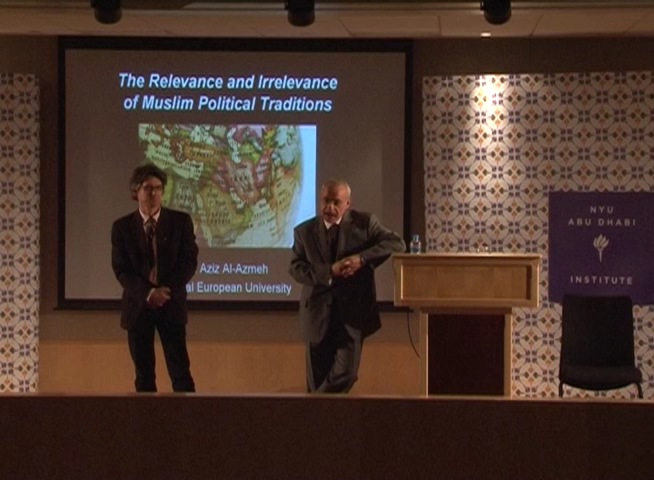 The Relevance and Irrelevance
of Muslim Political Traditions
Aziz Al-Azmeh
al European University
NYU
ABU DHABI
INSTITUTE